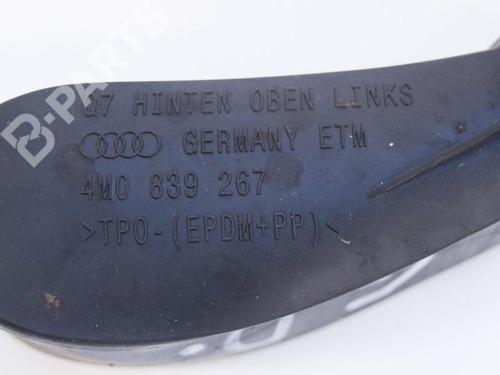 Q7 HINTEN OBEN LINKS
GERMANY ETM
4M0 839 267
>TPO-(EPDM+PP)<
B-PARTS